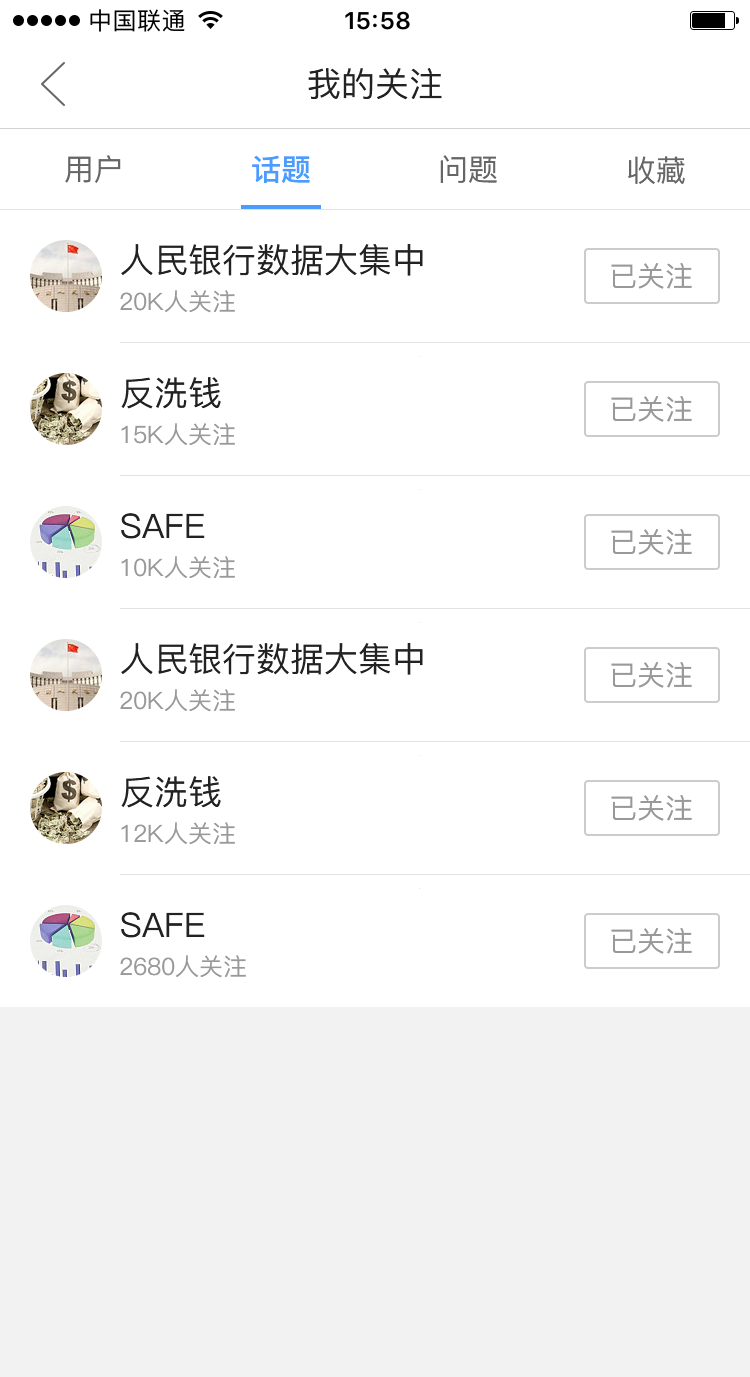 中国联通 15:58
我的关注
用户 话题 问题 收藏
人民银行数据大集中
20K人关注
已关注
反洗钱
15K人关注
已关注
SAFE
10K人关注
已关注
人民银行数据大集中
20K人关注
已关注
反洗钱
12K人关注
已关注
SAFE
2680人关注
已关注